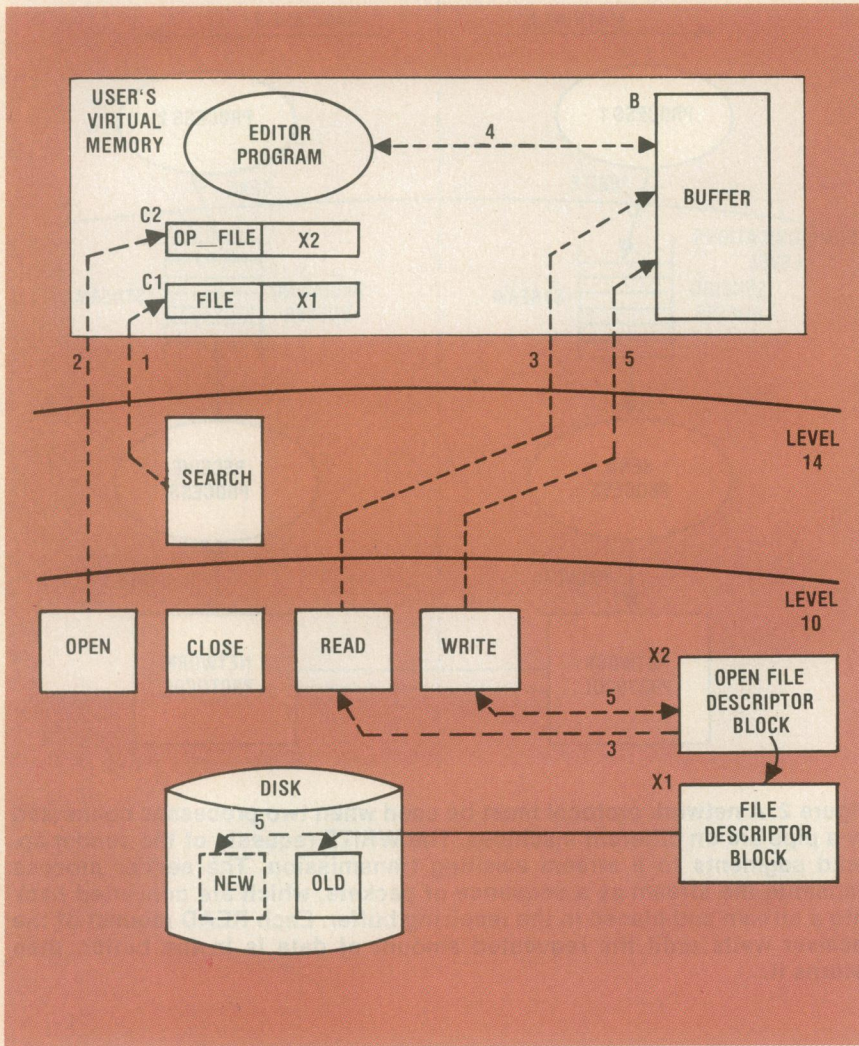 USER'S
VIRTUAL
MEMORY
EDITOR
PROGRAM
4
B
BUFFER
C2
OP__FILE X2
C1
FILE X1
2 1 3 5
LEVEL
14
SEARCH
LEVEL
10
OPEN CLOSE READ WRITE
X2
OPEN FILE
DESCRIPTOR
BLOCK
5
3
X1
FILE
DESCRIPTOR
BLOCK
DISK
5
NEW OLD